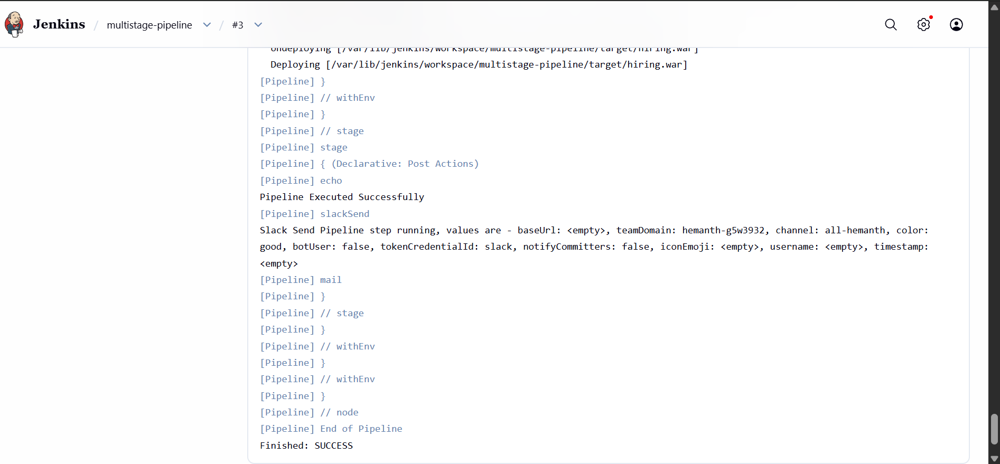 Jenkins / multistage-pipeline / #3
Undeploying [/var/lib/jenkins/workspace/multistage-pipeline/target/hiring.war]
Deploying [/var/lib/jenkins/workspace/multistage-pipeline/target/hiring.war]
[Pipeline] }
[Pipeline] // withEnv
[Pipeline] }
[Pipeline] // stage
[Pipeline] stage
[Pipeline] { (Declarative: Post Actions)
[Pipeline] echo
Pipeline Executed Successfully
[Pipeline] slackSend
Slack Send Pipeline step running, values are - baseUrl: <empty>, teamDomain: hemanth-g5w3932, channel: all-hemanth, color:
good, botUser: false, tokenCredentialId: slack, notifyCommitters: false, iconEmoji: <empty>, username: <empty>, timestamp:
<empty>
[Pipeline] mail
[Pipeline] }
[Pipeline] // stage
[Pipeline] }
[Pipeline] // withEnv
[Pipeline] }
[Pipeline] // withEnv
[Pipeline] }
[Pipeline] // node
[Pipeline] End of Pipeline
Finished: SUCCESS